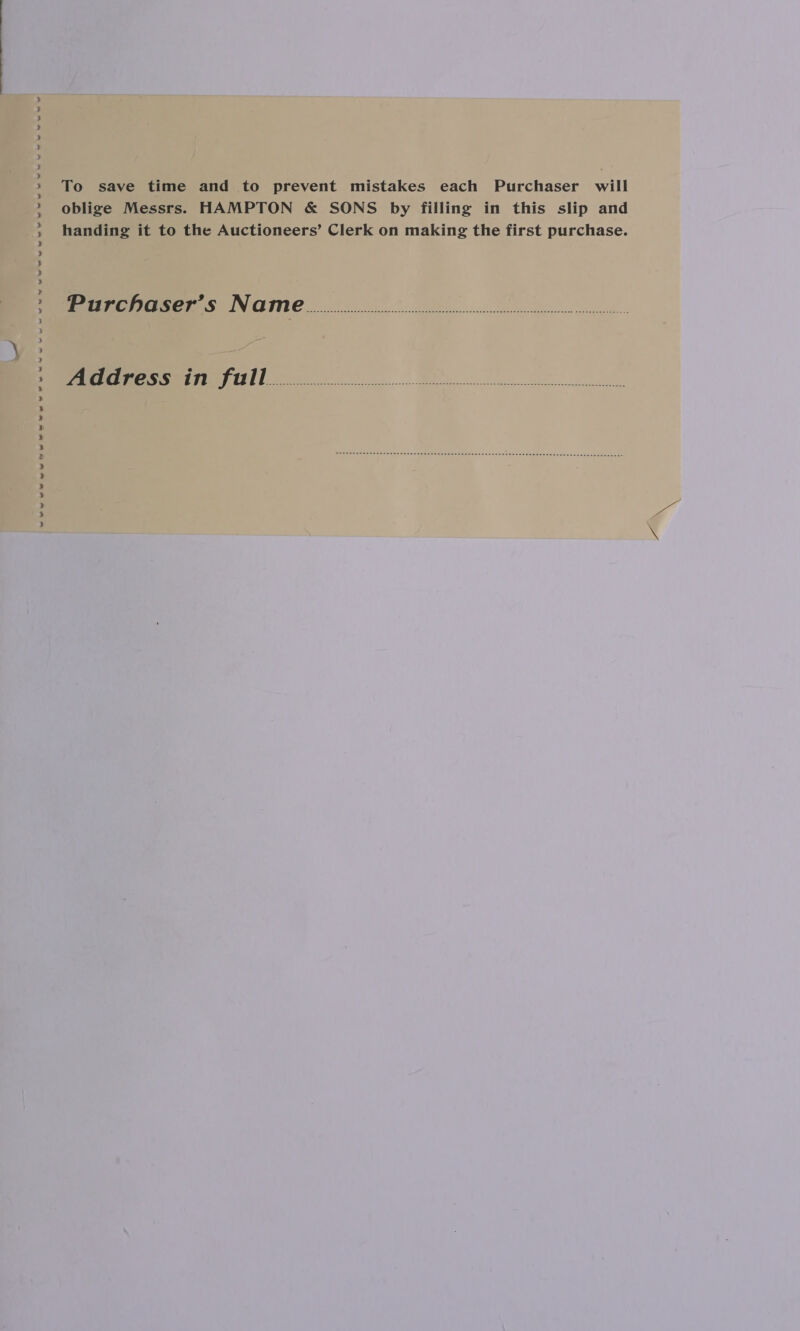 To save time and to prevent mistakes each Purchaser will
oblige Messrs. HAMPTON & SONS by filling in this slip and
handing it to the Auctioneers' Clerk on making the first purchase.
Purchaser's Name
Address in full